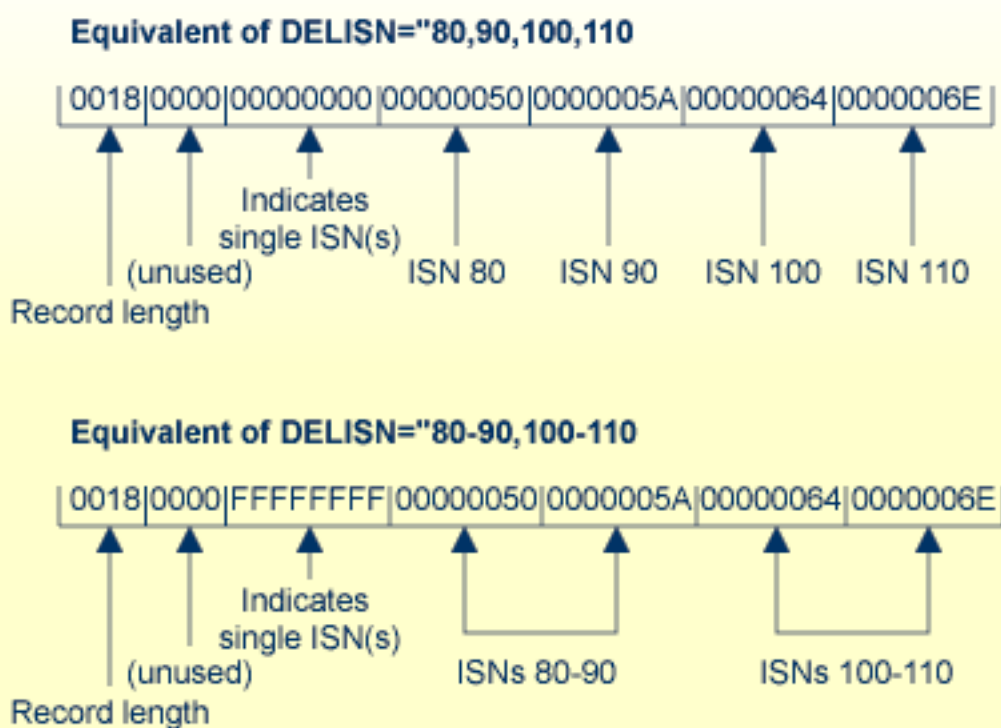 Equivalent of DELISN="80,90,100,110
0018|0000|00000000|00000050|0000005A|00000064|0000006E
Indicates
single ISN(s)
(unused) ISN 80 ISN 90 ISN 100 ISN 110
Record length
Equivalent of DELISN="80-90,100-110
0018|0000|FFFFFFFF|00000050|0000005A|00000064|0000006E
Indicates
single ISN(s)
(unused) ISNs 80-90 ISNs 100-110
Record length